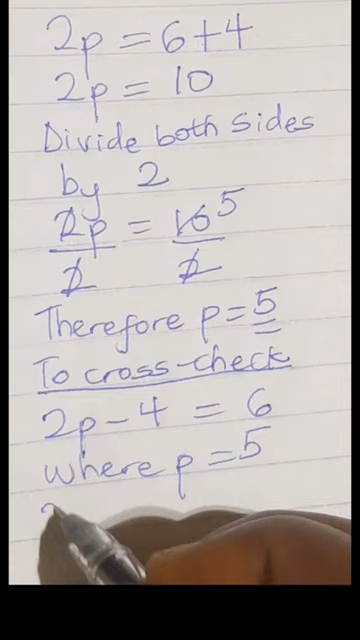 2p = 6+4
2p = 10
Divide both sides
by 2
2p/2 = 10/2 5
Therefore p = 5
To cross-check
2p - 4 = 6
where p = 5